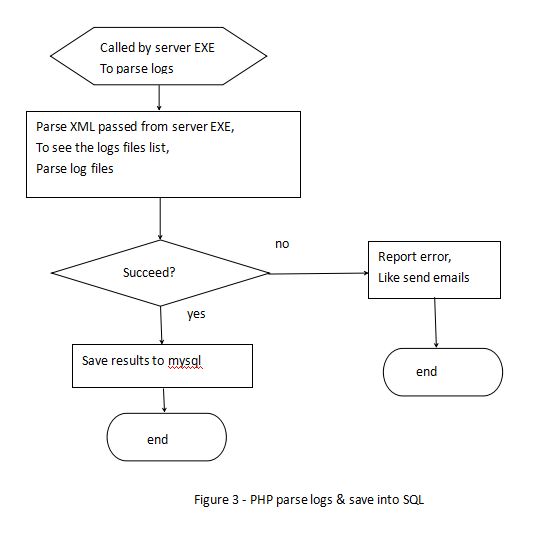 Called by server EXE
To parse logs
Parse XML passed from server EXE,
To see the logs files list,
Parse log files
no
Succeed?
Report error,
Like send emails
yes
Save results to mysql
end
end
Figure 3 - PHP parse logs & save into SQL